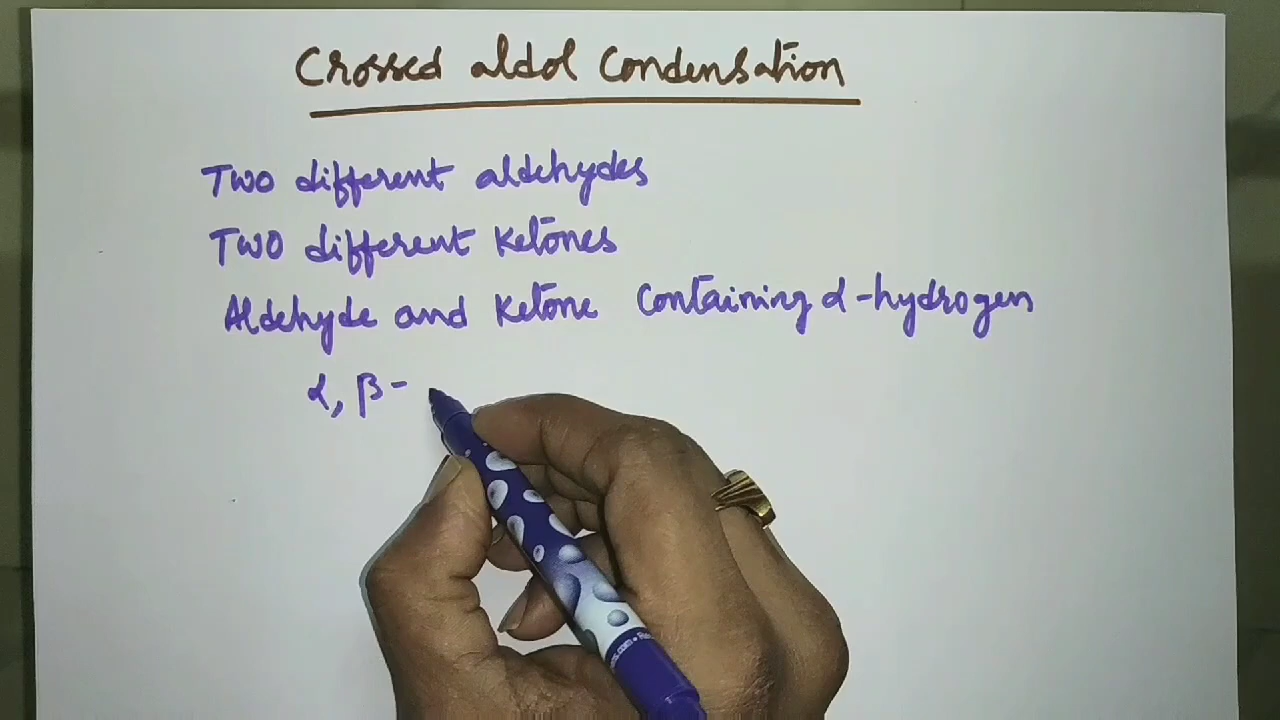 Crossed aldol Condensation
Two different aldehydes
Two different Ketones
Aldehyde and Ketone Containing α-hydrogen
α, β-